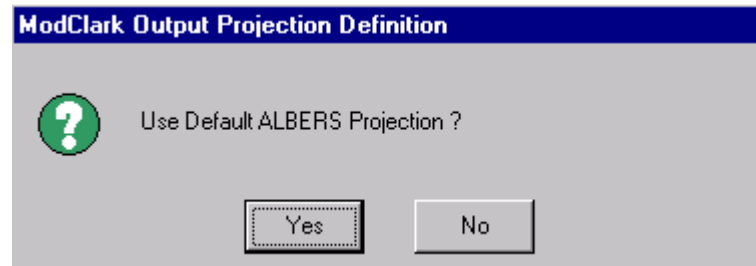 ModClark Output Projection Definition
Use Default ALBERS Projection ?
Yes No